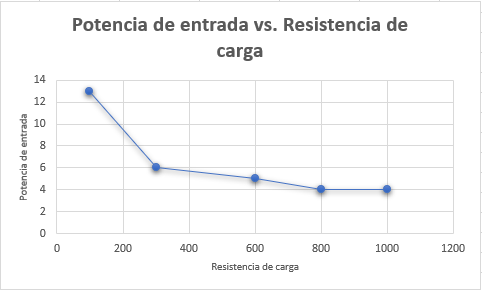 Potencia de entrada vs. Resistencia de
carga
Potencia de entrada
14
12
10
8
6
4
2
0
0 200 400 600 800 1000 1200
Resistencia de carga